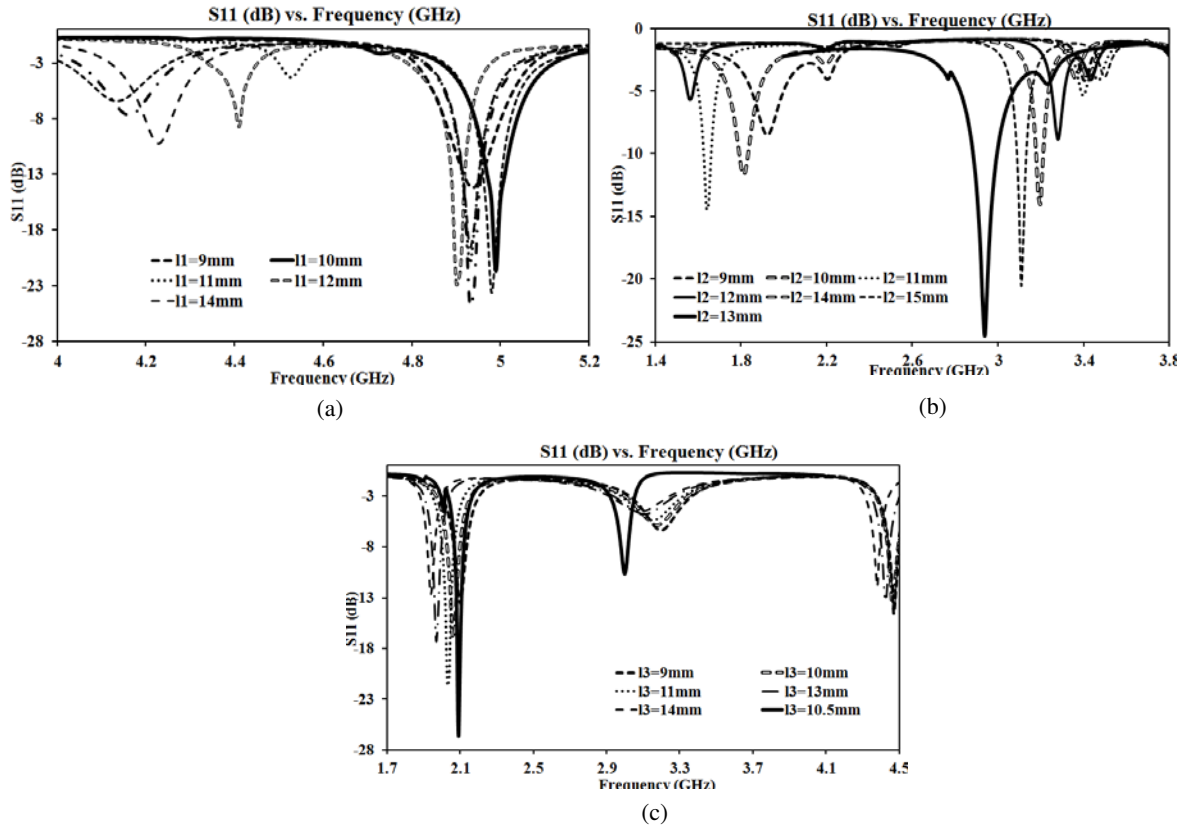 S11 (dB) vs. Frequency (GHz)
-3
-8
-13
-18
-23
-28
S11 (dB)
l1=9mm
l1=10mm
l1=11mm
l1=12mm
l1=14mm
4
4.2
4.4
4.6
4.8
5
5.2
Frequency (GHz)
(a)
S11 (dB) vs. Frequency (GHz)
0
-5
-10
-15
-20
-25
S11 (dB)
l2=9mm
l2=10mm
l2=11mm
l2=12mm
l2=14mm
l2=15mm
l2=13mm
1.4
1.8
2.2
2.6
3
3.4
3.8
Frequency (GHz)
(b)
S11 (dB) vs. Frequency (GHz)
-3
-8
-13
-18
-23
-28
S11 (dB)
l3=9mm
l3=10mm
l3=11mm
l3=13mm
l3=14mm
l3=10.5mm
1.7
2.1
2.5
2.9
3.3
3.7
4.1
4.5
Frequency (GHz)
(c)